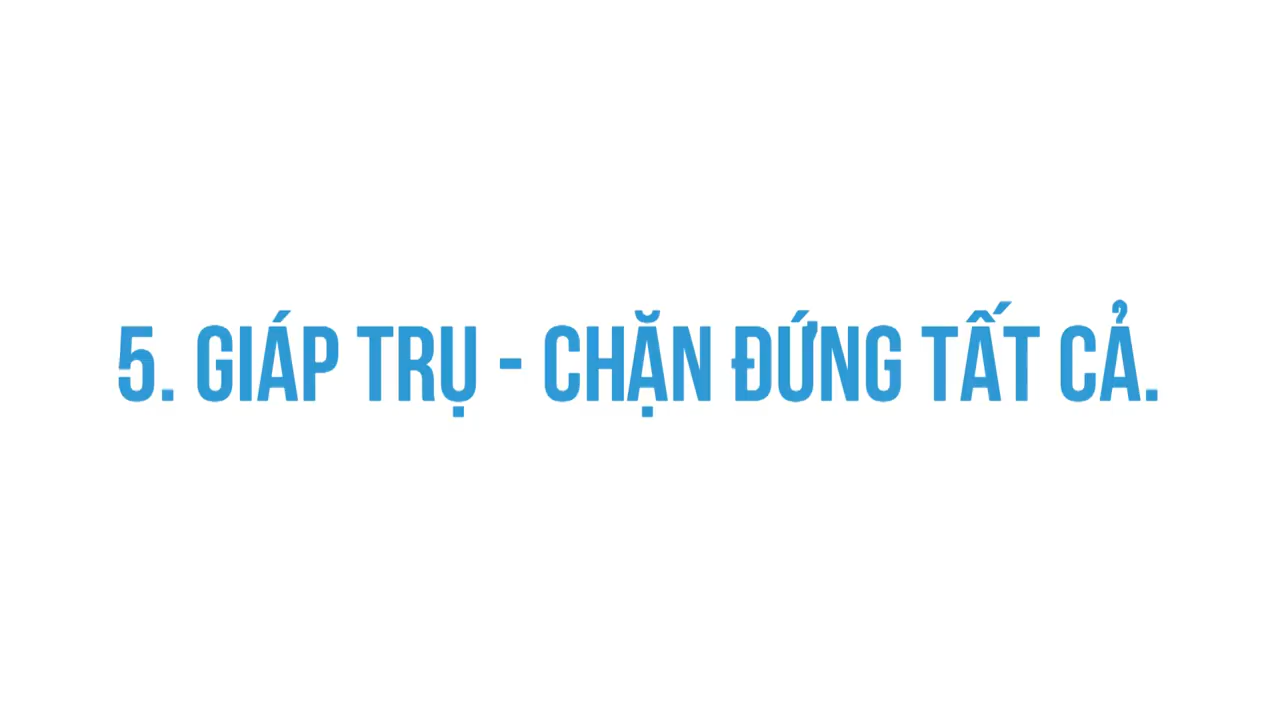 5. GIÁP TRỤ - CHẶN ĐỨNG TẤT CẢ.